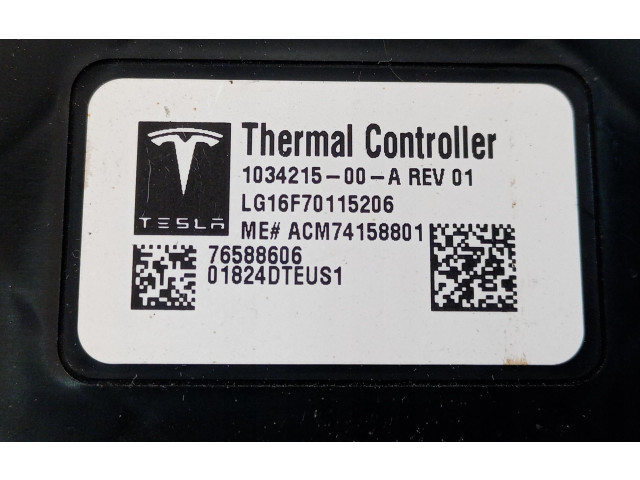 Thermal Controller
1034215-00-A REV 01
LG16F70115206
TESLA
ME# ACM74158801
76588606
01824DTEUS1